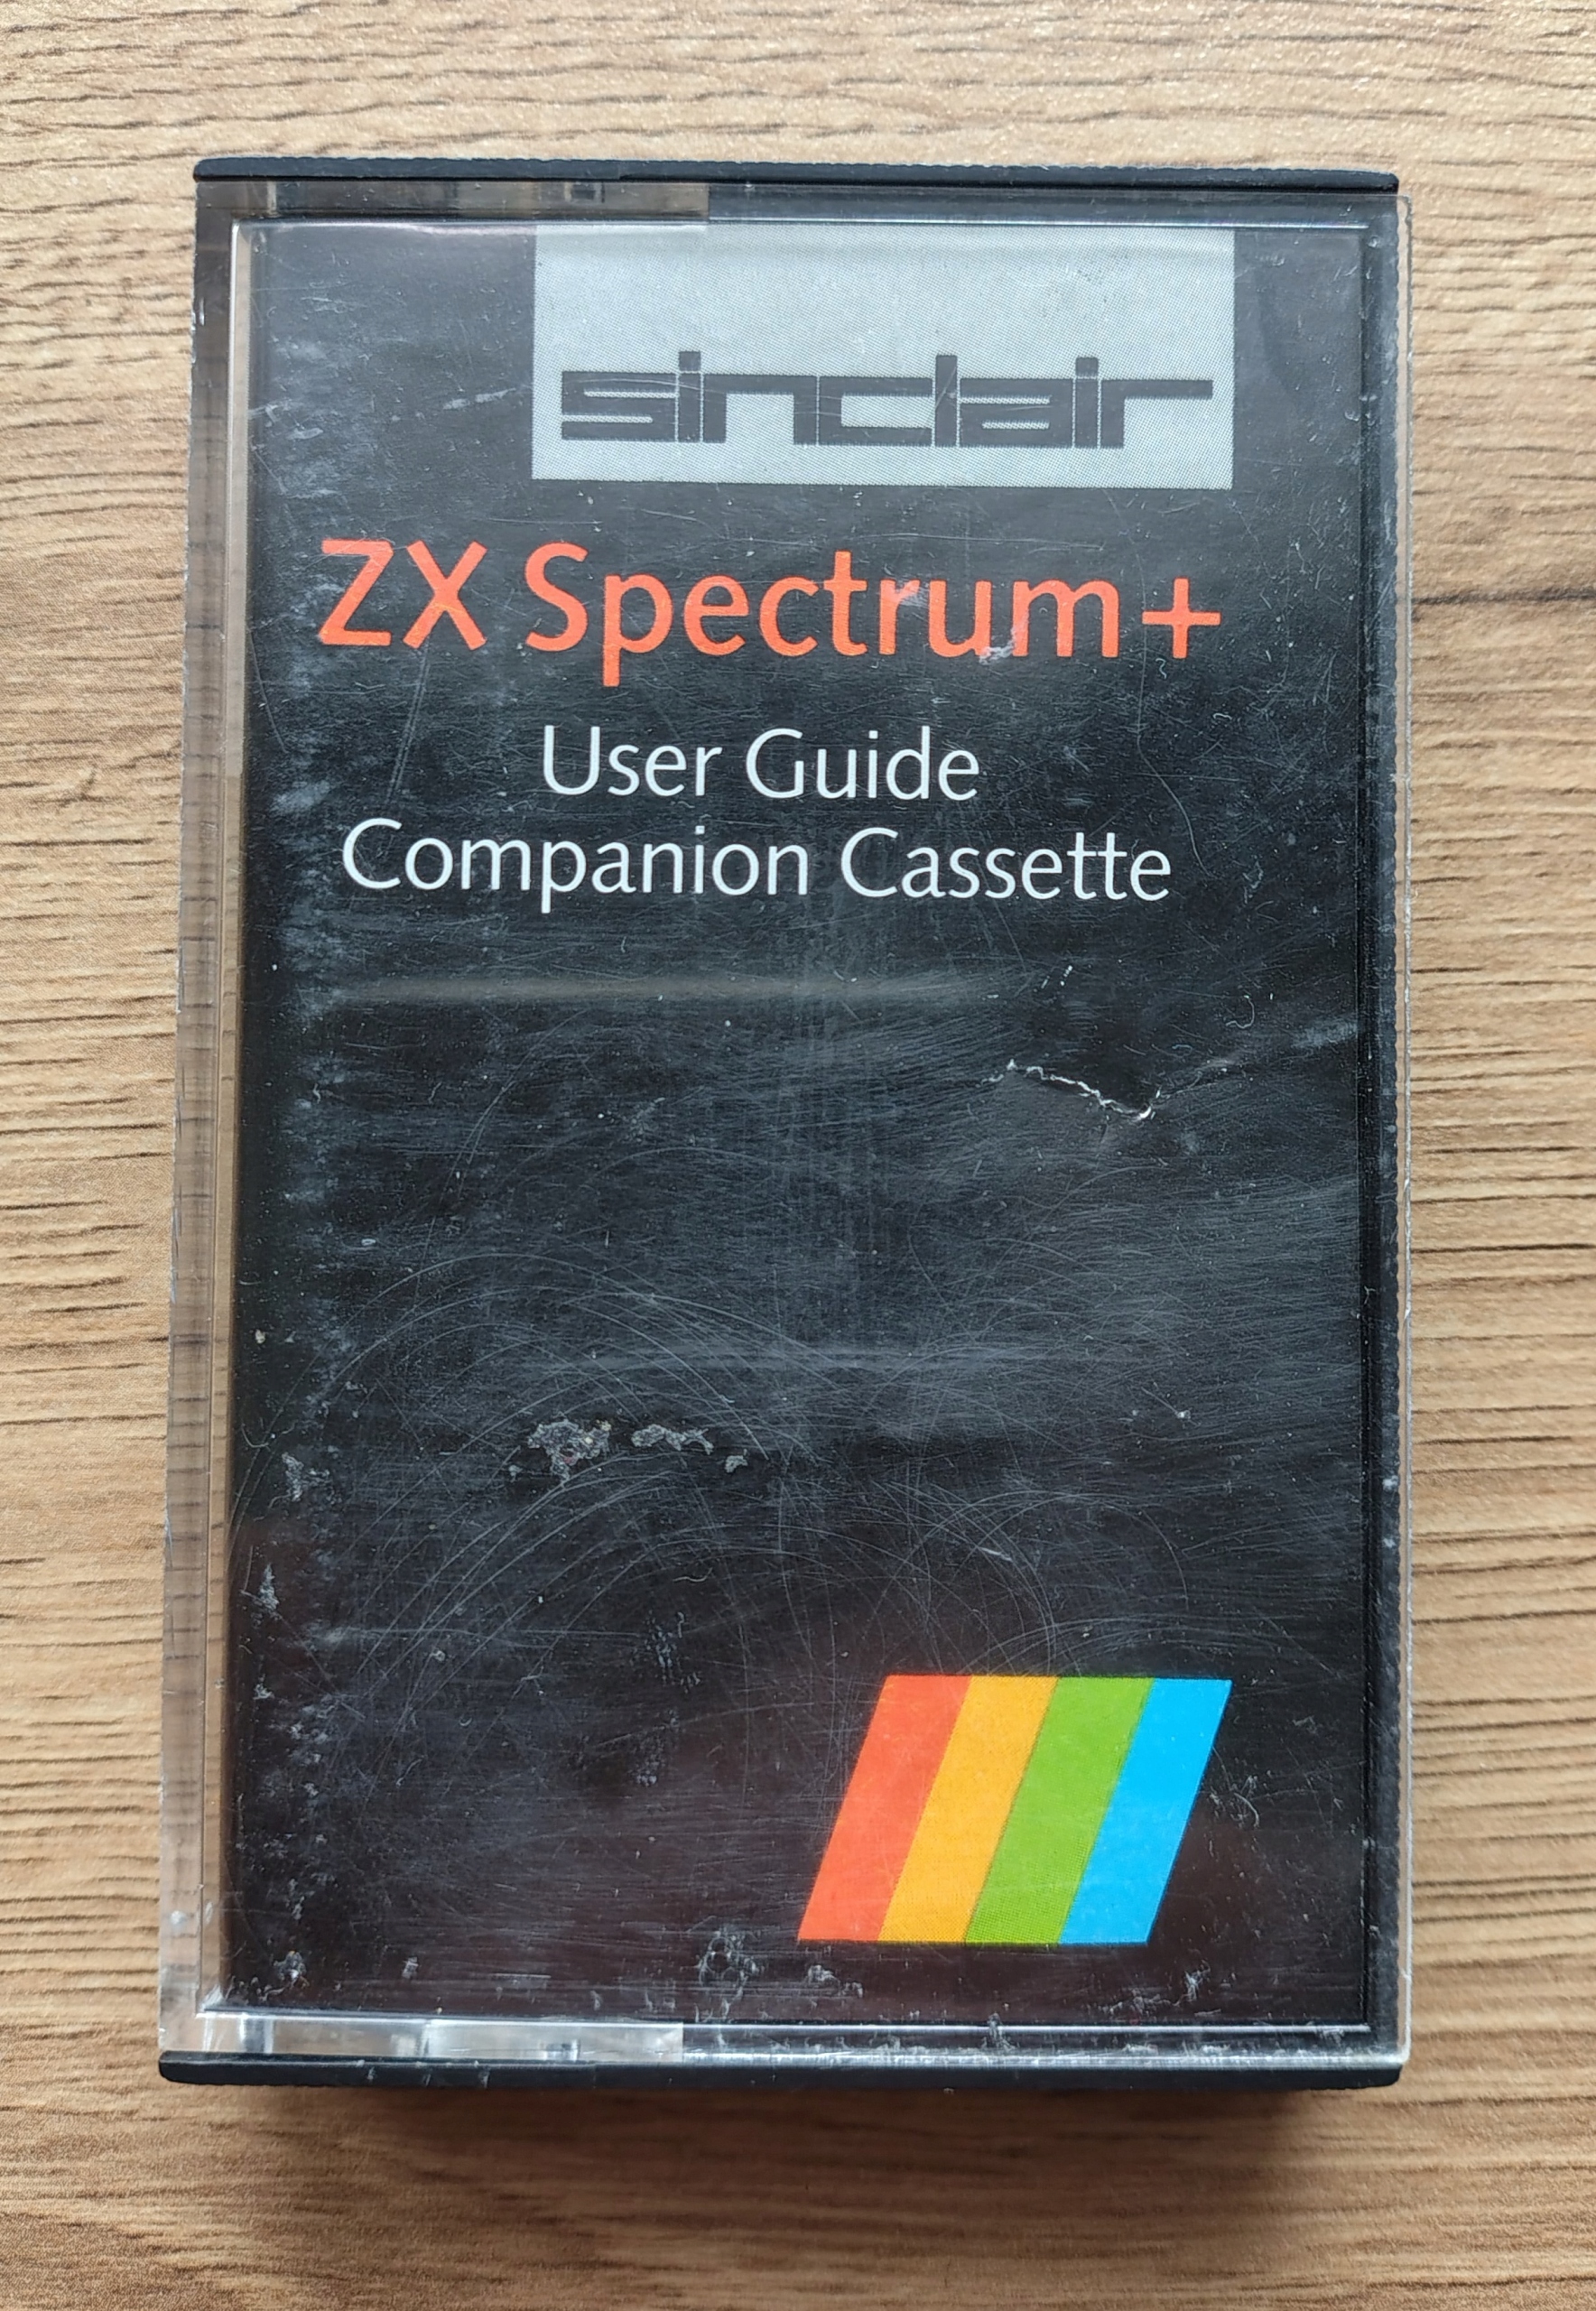 sinclair
ZX Spectrum+
User Guide
Companion Cassette